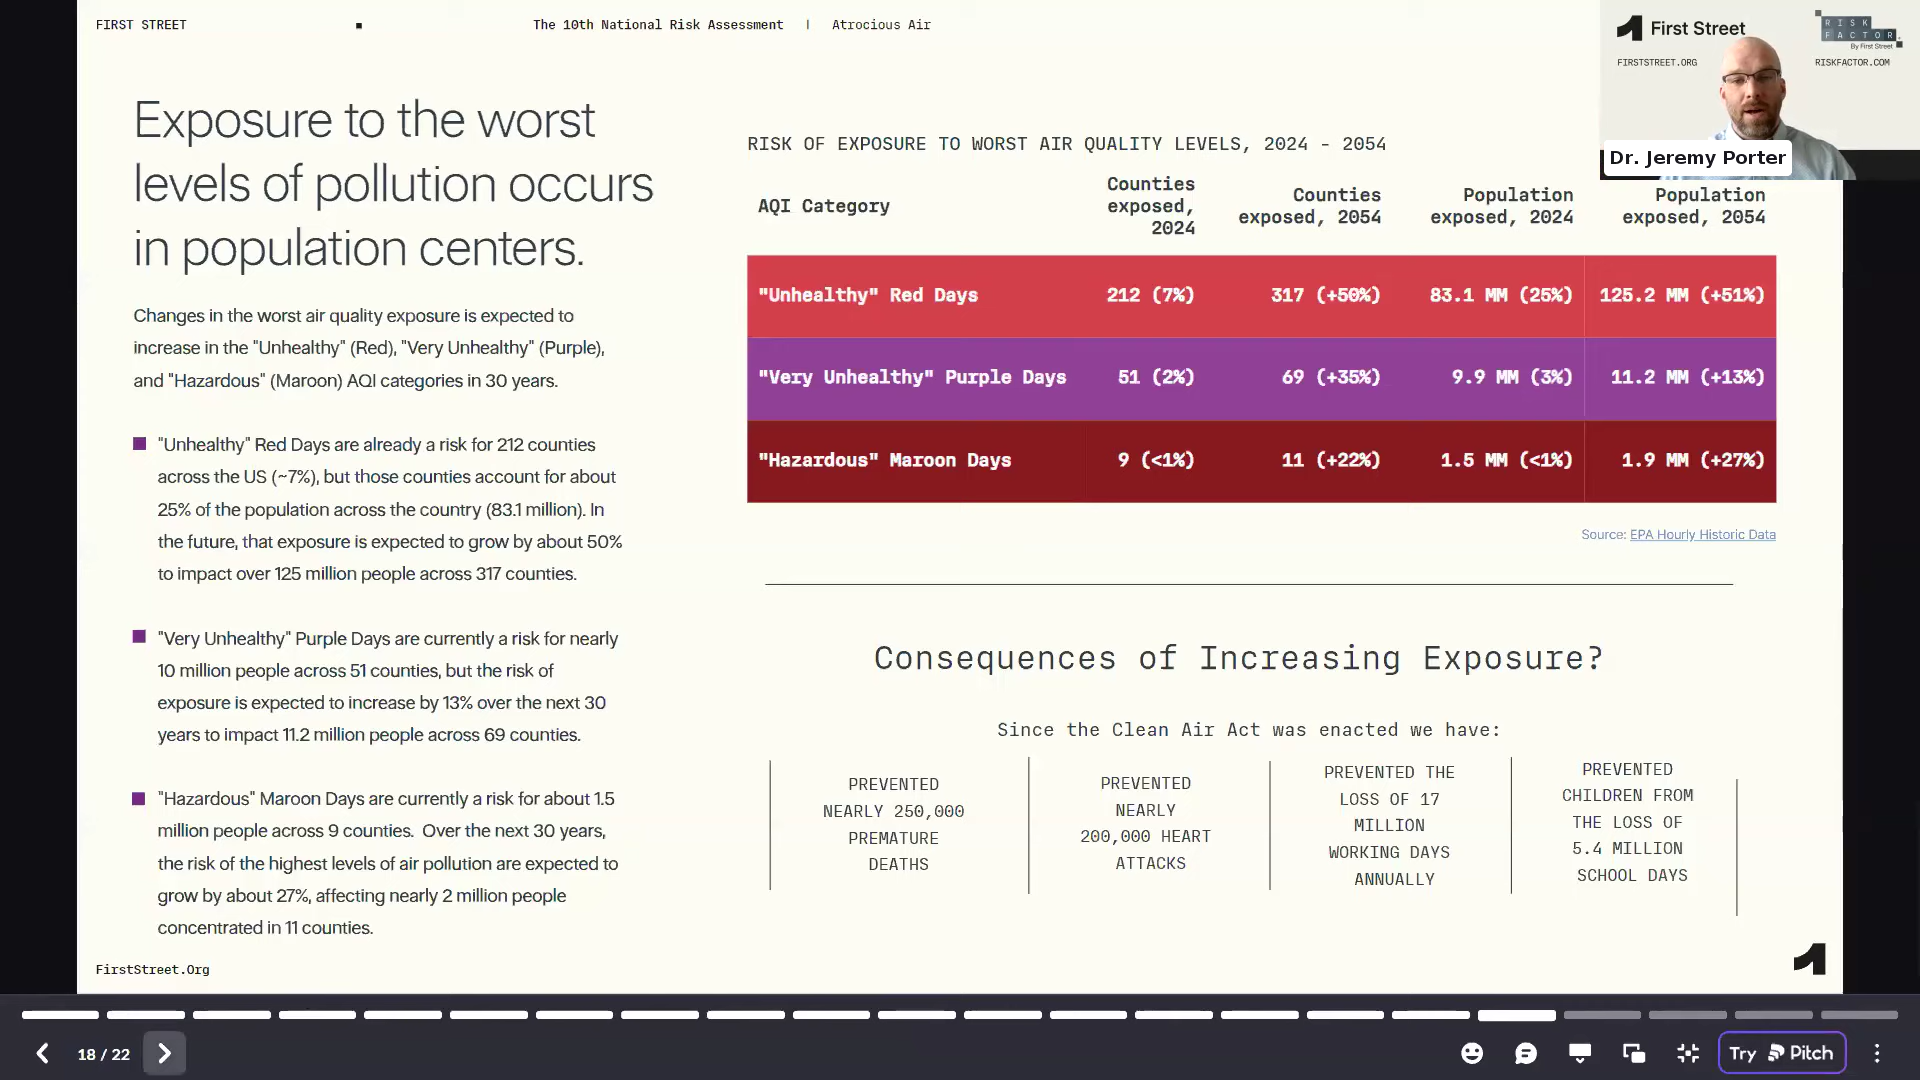 FIRST STREET
The 10th National Risk Assessment | Atrocious Air
First Street
RISK
FACTOR
By First Street
FIRSTSTREET.ORG
RISKFACTOR.COM
Dr. Jeremy Porter
Exposure to the worst
levels of pollution occurs
in population centers.
Changes in the worst air quality exposure is expected to
increase in the "Unhealthy" (Red), "Very Unhealthy" (Purple),
and "Hazardous" (Maroon) AQI categories in 30 years.
"Unhealthy" Red Days are already a risk for 212 counties
across the US (~7%), but those counties account for about
25% of the population across the country (83.1 million). In
the future, that exposure is expected to grow by about 50%
to impact over 125 million people across 317 counties.
"Very Unhealthy" Purple Days are currently a risk for nearly
10 million people across 51 counties, but the risk of
exposure is expected to increase by 13% over the next 30
years to impact 11.2 million people across 69 counties.
"Hazardous" Maroon Days are currently a risk for about 1.5
million people across 9 counties. Over the next 30 years,
the risk of the highest levels of air pollution are expected to
grow by about 27%, affecting nearly 2 million people
concentrated in 11 counties.
RISK OF EXPOSURE TO WORST AIR QUALITY LEVELS, 2024 - 2054
AQI Category
Counties
exposed,
2024
Counties
exposed, 2054
Population
exposed, 2024
Population
exposed, 2054
"Unhealthy" Red Days 212 (7%) 317 (+50%) 83.1 MM (25%) 125.2 MM (+51%)
"Very Unhealthy" Purple Days 51 (2%) 69 (+35%) 9.9 MM (3%) 11.2 MM (+13%)
"Hazardous" Maroon Days 9 (<1%) 11 (+22%) 1.5 MM (<1%) 1.9 MM (+27%)
Source: EPA Hourly Historic Data
Consequences of Increasing Exposure?
Since the Clean Air Act was enacted we have:
PREVENTED
NEARLY 250,000
PREMATURE
DEATHS
PREVENTED
NEARLY
200,000 HEART
ATTACKS
PREVENTED THE
LOSS OF 17
MILLION
WORKING DAYS
ANNUALLY
PREVENTED
CHILDREN FROM
THE LOSS OF
5.4 MILLION
SCHOOL DAYS
FirstStreet.Org
18 / 22
Try Pitch